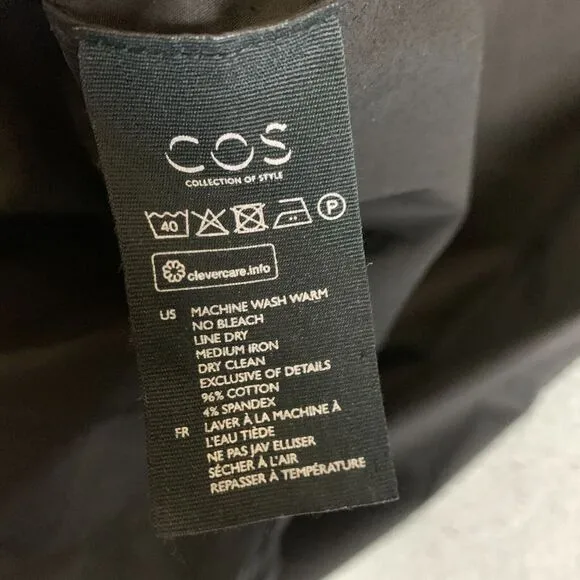 COS
COLLECTION OF STYLE
40 P
clevercare.info
US MACHINE WASH WARM
NO BLEACH
LINE DRY
MEDIUM IRON
DRY CLEAN
EXCLUSIVE OF DETAILS
96% COTTON
4% SPANDEX
FR LAVER À LA MACHINE À
L'EAU TIÈDE
NE PAS JAV ELLISER
SÉCHER À L'AIR
REPASSER À TEMPÉRATURE